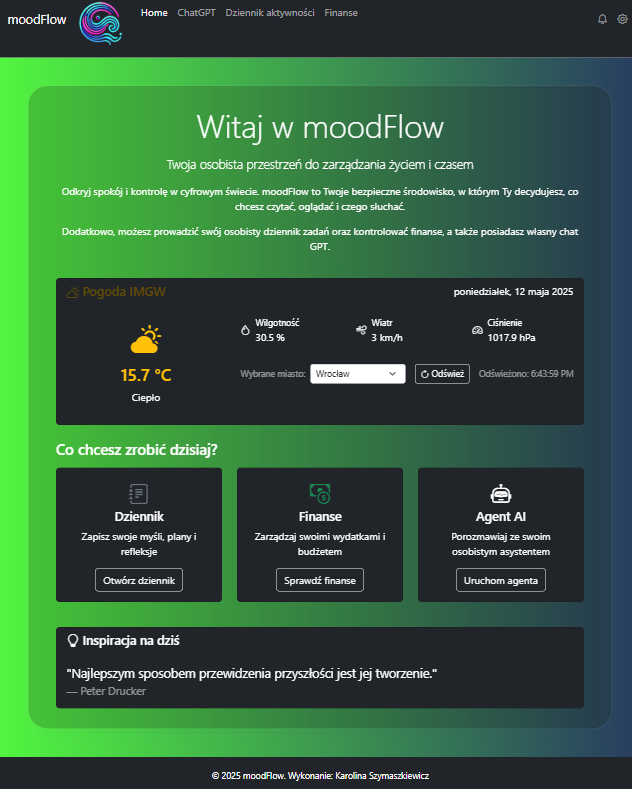 moodFlow
Home ChatGPT Dziennik aktywności Finanse
Witaj w moodFlow
Twoja osobista przestrzeń do zarządzania życiem i czasem
Odkryj spokój i kontrolę w cyfrowym świecie. moodFlow to Twoje bezpieczne środowisko, w którym Ty decydujesz, co
chcesz czytać, oglądać i czego słuchać.
Dodatkowo, możesz prowadzić swój osobisty dziennik zadań oraz kontrolować finanse, a także posiadasz własny chat
GPT.
Pogoda IMGW
poniedziałek, 12 maja 2025
15.7 °C
Ciepło
Wilgotność
30.5 %
Wiatr
3 km/h
Ciśnienie
1017.9 hPa
Wybrane miasto: Wrocław Odśwież Odświeżono: 6:43:59 PM
Co chcesz zrobić dzisiaj?
Dziennik
Zapisz swoje myśli, plany i
refleksje
Otwórz dziennik
Finanse
Zarządzaj swoimi wydatkami i
budżetem
Sprawdź finanse
Agent AI
Porozmawiaj ze swoim
osobistym asystentem
Uruchom agenta
Inspiracja na dziś
"Najlepszym sposobem przewidzenia przyszłości jest jej tworzenie."
— Peter Drucker
© 2025 moodFlow. Wykonanie: Karolina Szymaszkiewicz